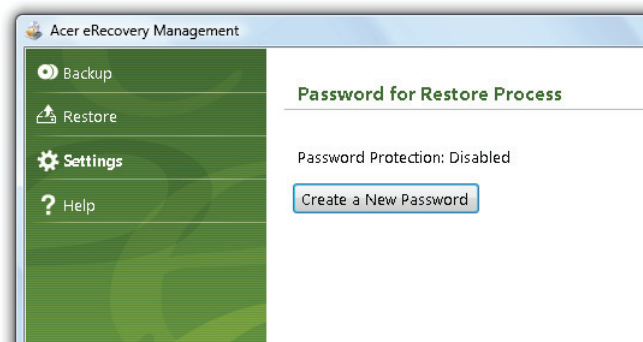 Acer eRecovery Management
Backup
Restore
Settings
? Help
Password for Restore Process
Password Protection: Disabled
Create a New Password